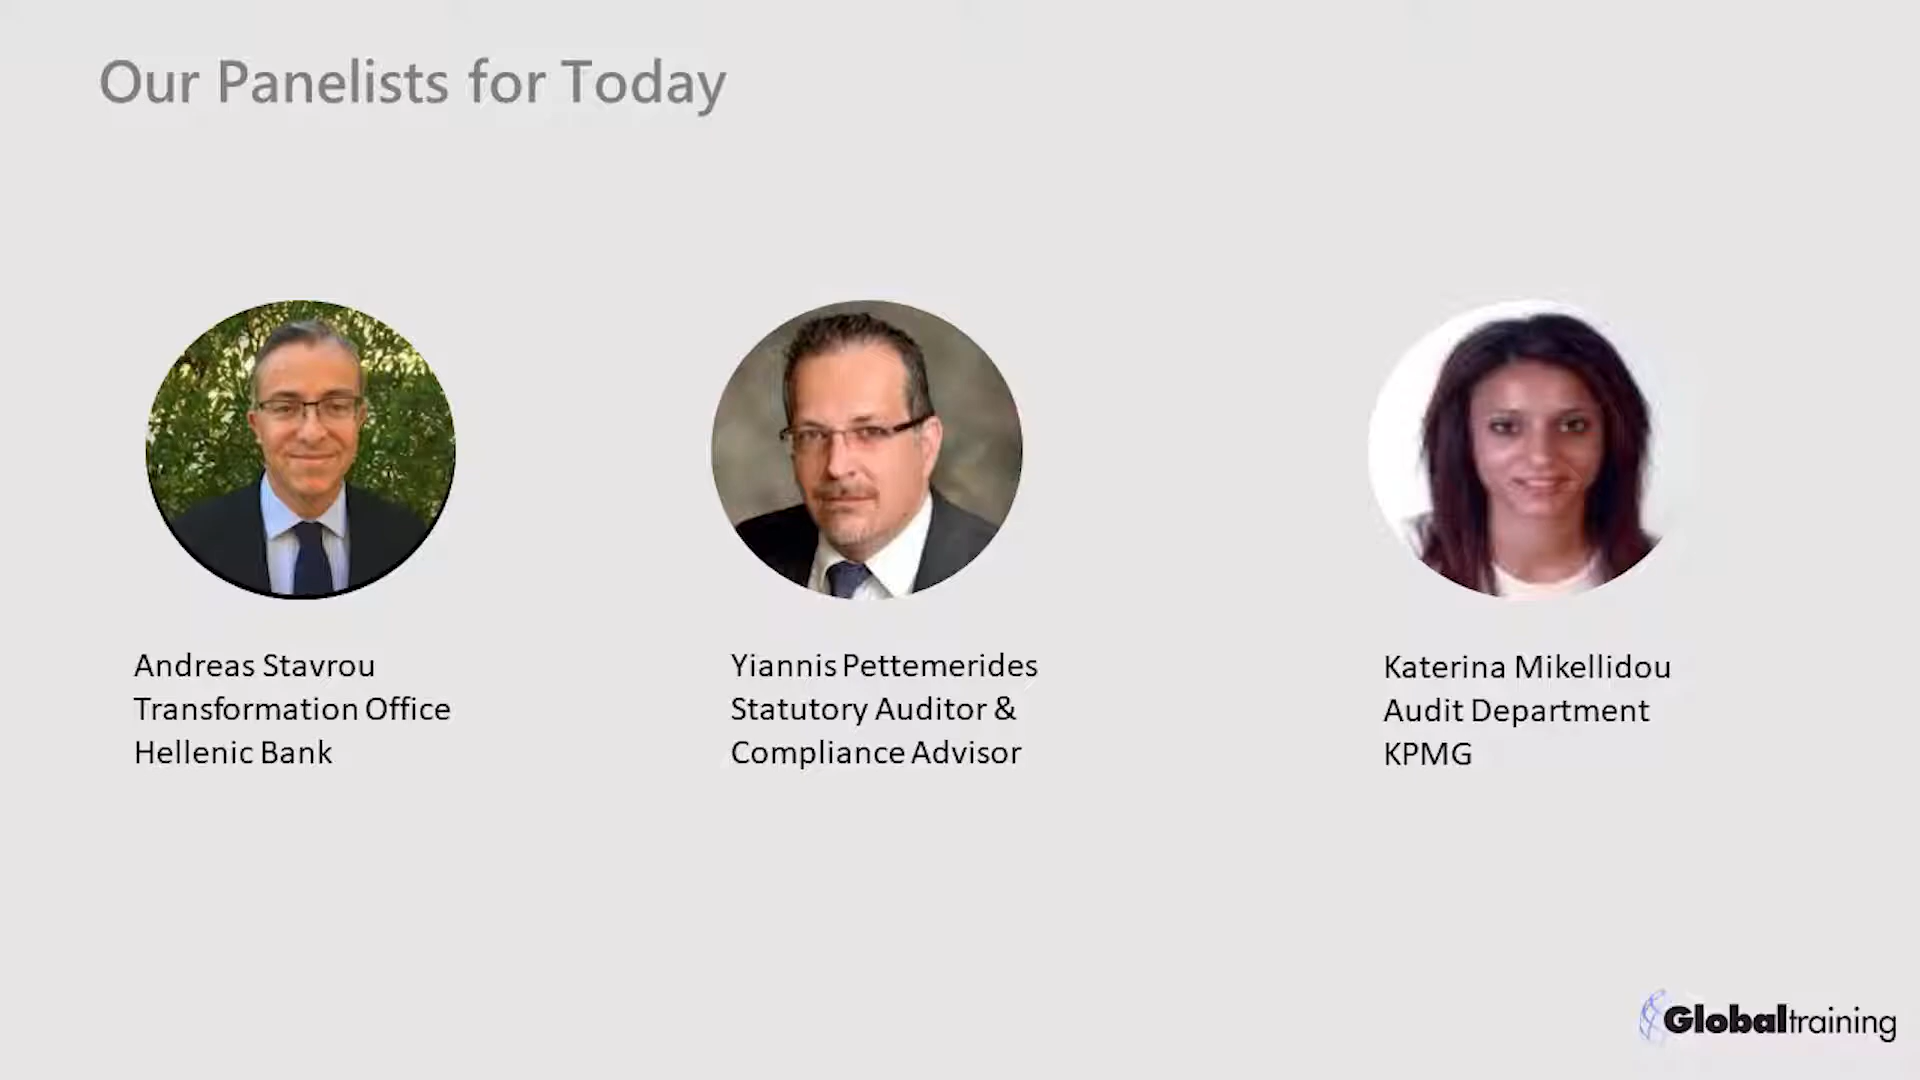 Our Panelists for Today
Andreas Stavrou
Transformation Office
Hellenic Bank
Yiannis Pettemerides
Statutory Auditor &
Compliance Advisor
Katerina Mikellidou
Audit Department
KPMG
Globaltraining